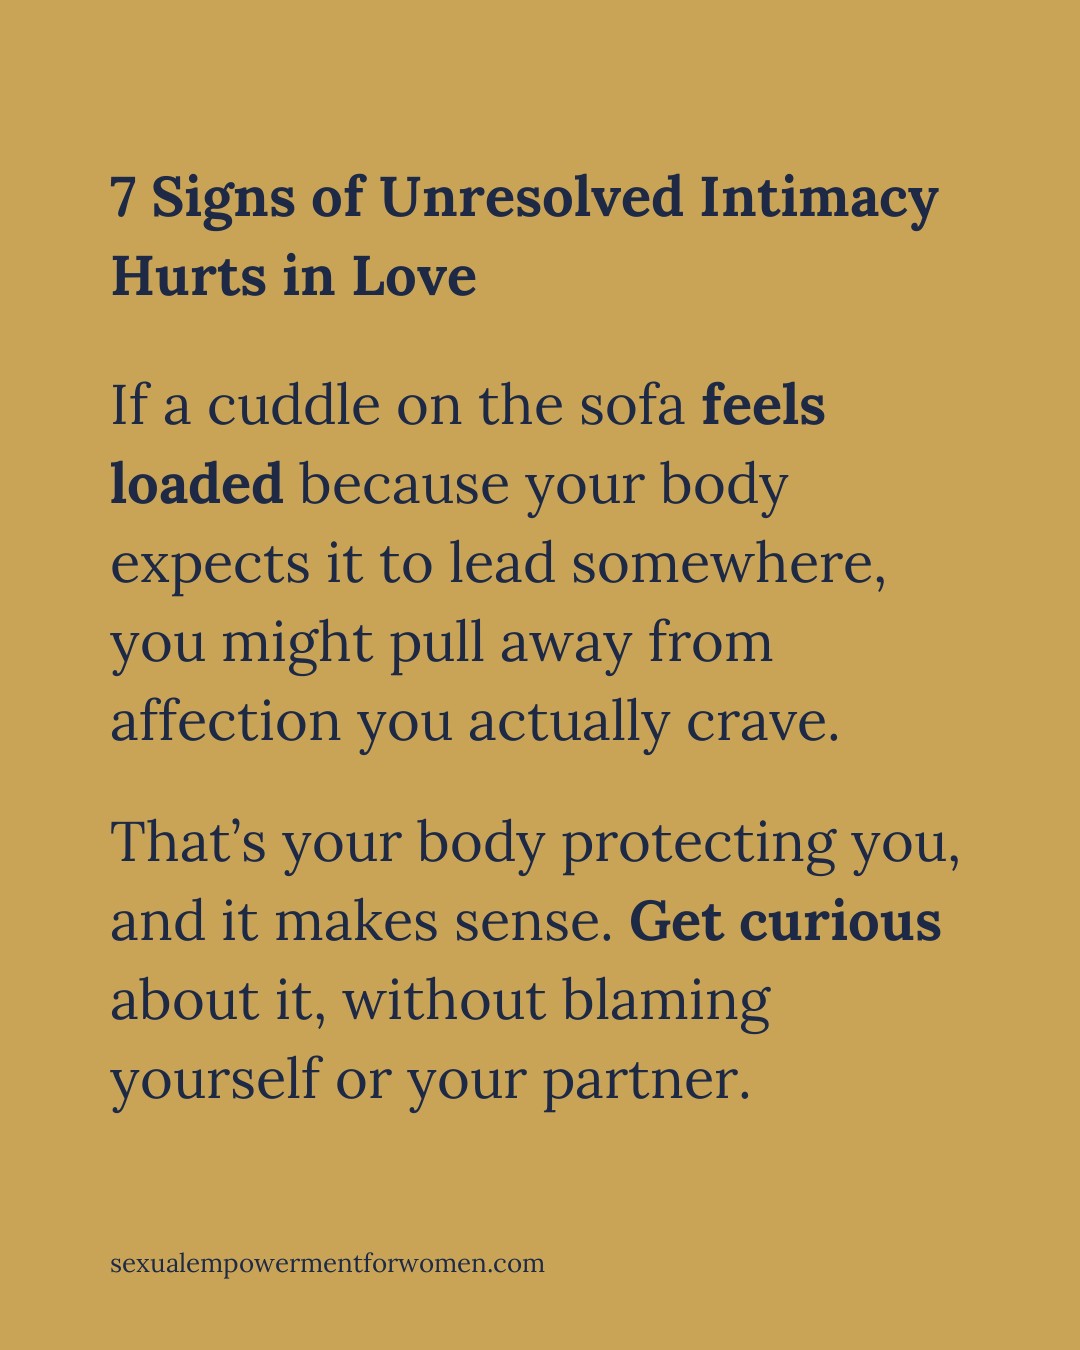 7 Signs of Unresolved Intimacy
Hurts in Love
If a cuddle on the sofa feels
loaded because your body
expects it to lead somewhere,
you might pull away from
affection you actually crave.
That’s your body protecting you,
and it makes sense. Get curious
about it, without blaming
yourself or your partner.
sexualempowermentforwomen.com